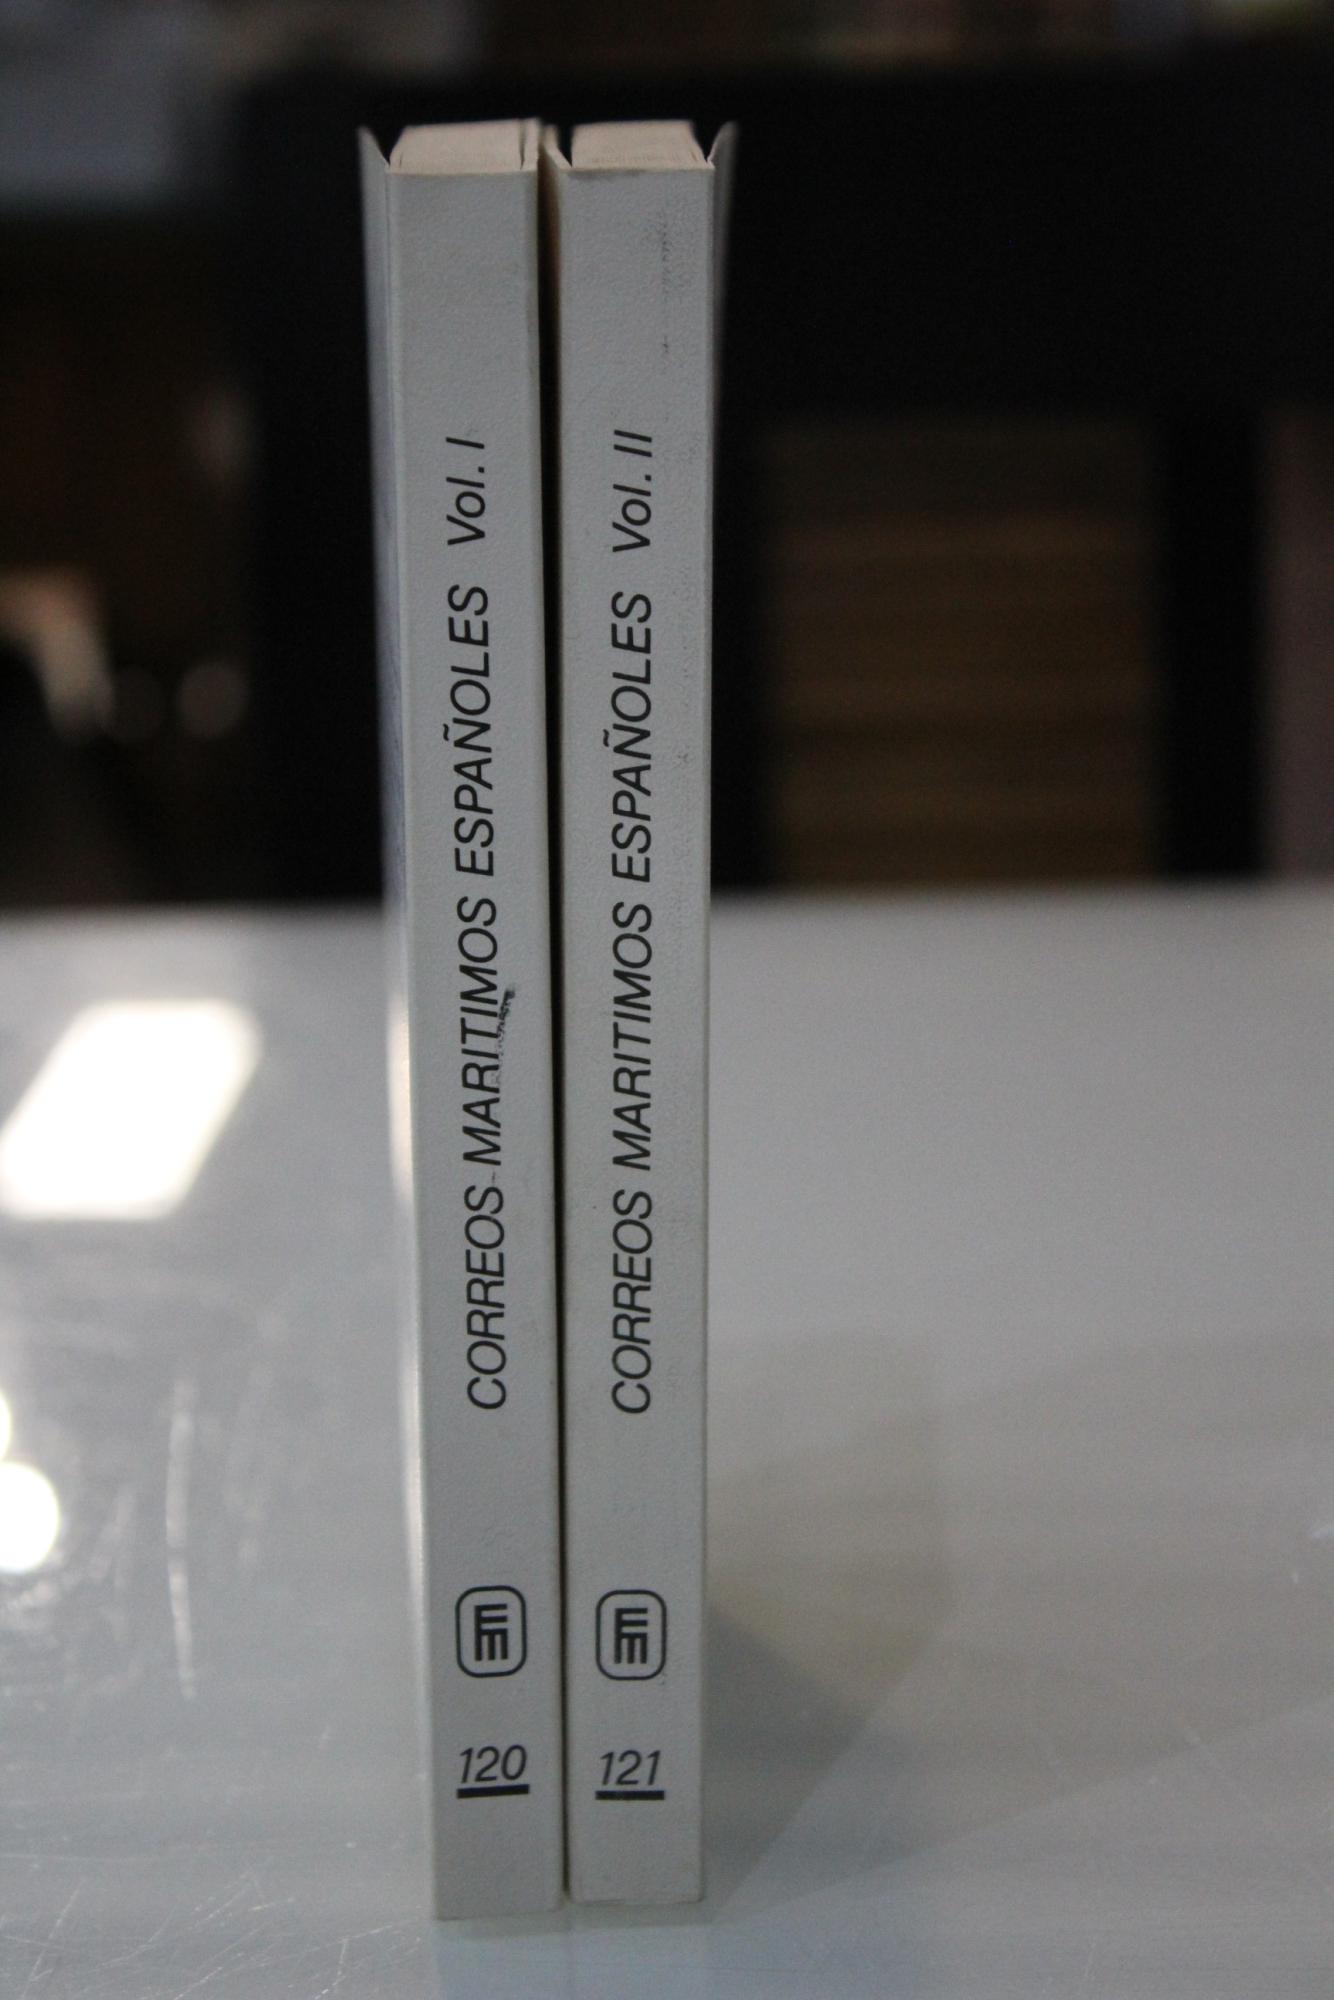 CORREOS MARITIMOS ESPAÑOLES Vol. I
120
CORREOS MARITIMOS ESPAÑOLES Vol. II
121